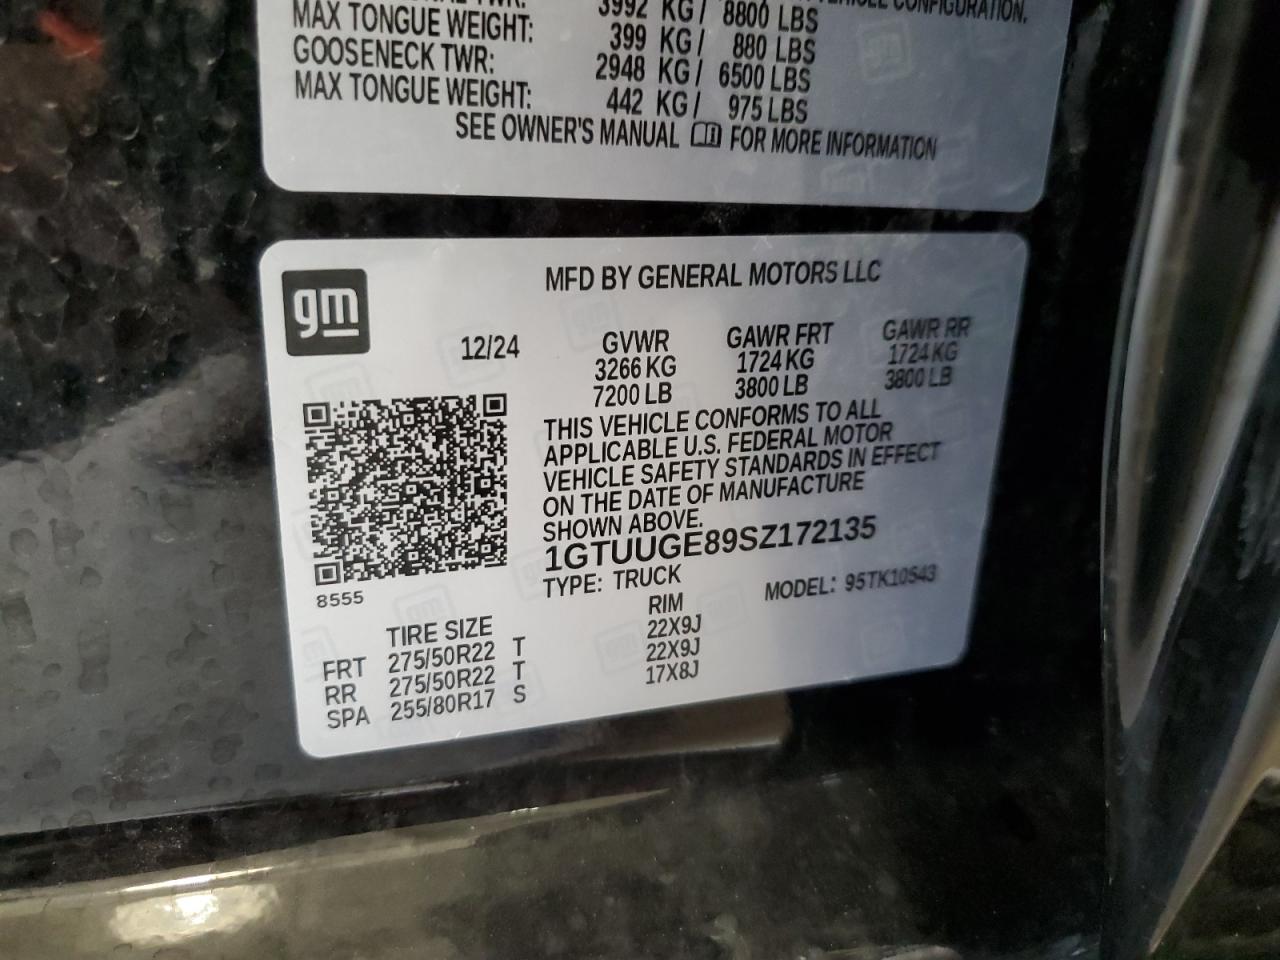 3992 KG / 8800 LBS
MAX TONGUE WEIGHT: 399 KG / 880 LBS
GOOSENECK TWR: 2948 KG / 6500 LBS
MAX TONGUE WEIGHT: 442 KG / 975 LBS
SEE OWNER'S MANUAL FOR MORE INFORMATION
gm
MFD BY GENERAL MOTORS LLC
12/24 GVWR GAWR FRT GAWR RR
3266 KG 1724 KG 1724 KG
7200 LB 3800 LB 3800 LB
THIS VEHICLE CONFORMS TO ALL
APPLICABLE U.S. FEDERAL MOTOR
VEHICLE SAFETY STANDARDS IN EFFECT
ON THE DATE OF MANUFACTURE
SHOWN ABOVE.
1GTUUGE89SZ172135
TYPE: TRUCK MODEL: 95TK10543
8555
TIRE SIZE RIM
FRT 275/50R22 T 22X9J
RR 275/50R22 T 22X9J
SPA 255/80R17 S 17X8J